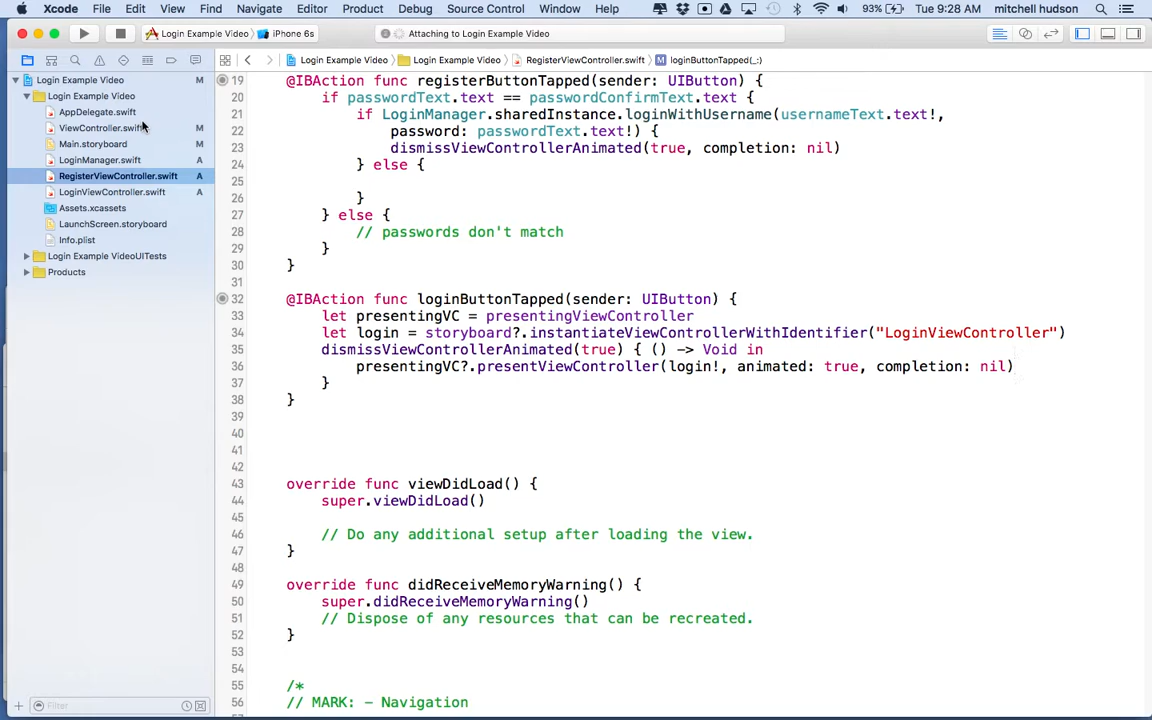 Xcode File Edit View Find Navigate Editor Product Debug Source Control Window Help 93% Tue 9:28 AM mitchell hudson
Login Example Video iPhone 6s Attaching to Login Example Video
Login Example Video Login Example Video RegisterViewController.swift loginButtonTapped(_:)
Login Example Video M
Login Example Video
AppDelegate.swift
ViewController.swift M
Main.storyboard M
LoginManager.swift A
RegisterViewController.swift A
LoginViewController.swift A
Assets.xcassets
LaunchScreen.storyboard
Info.plist
Login Example VideoUITests
Products
Filter
19 @IBAction func registerButtonTapped(sender: UIButton) {
20 if passwordText.text == passwordConfirmText.text {
21 if LoginManager.sharedInstance.loginWithUsername(usernameText.text!,
22 password: passwordText.text!) {
23 dismissViewControllerAnimated(true, completion: nil)
24 } else {
25
26 }
27 } else {
28 // passwords don't match
29 }
30 }
31
32 @IBAction func loginButtonTapped(sender: UIButton) {
33 let presentingVC = presentingViewController
34 let login = storyboard?.instantiateViewControllerWithIdentifier("LoginViewController")
35 dismissViewControllerAnimated(true) { () -> Void in
36 presentingVC?.presentViewController(login!, animated: true, completion: nil)
37 }
38 }
39
40
41
42
43 override func viewDidLoad() {
44 super.viewDidLoad()
45
46 // Do any additional setup after loading the view.
47 }
48
49 override func didReceiveMemoryWarning() {
50 super.didReceiveMemoryWarning()
51 // Dispose of any resources that can be recreated.
52 }
53
54
55 /*
56 // MARK: - Navigation